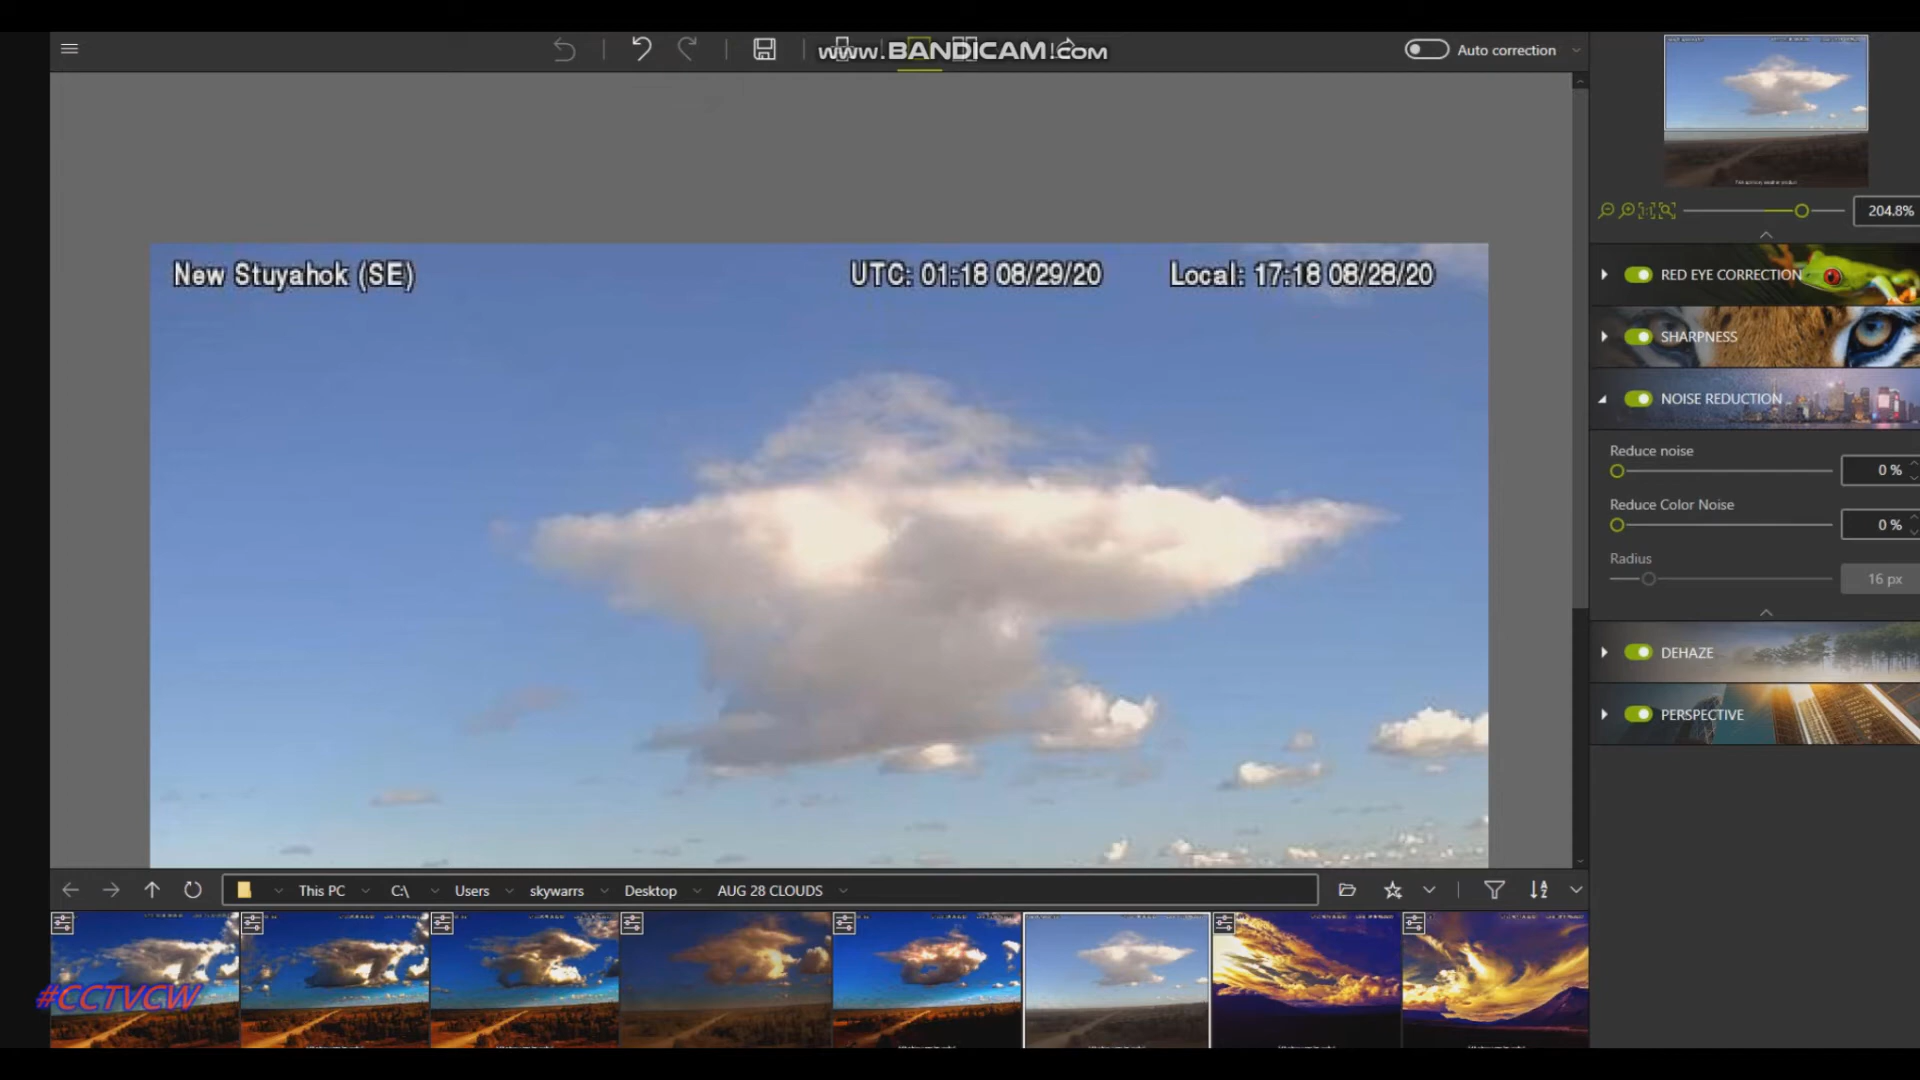 www.BANDICAM.com
Auto correction
204.8%
New Stuyahok (SE)
UTC: 01:18 08/29/20
Local: 17:18 08/28/20
RED EYE CORRECTION
SHARPNESS
NOISE REDUCTION
Reduce noise
0 %
Reduce Color Noise
0 %
Radius
16 px
DEHAZE
PERSPECTIVE
This PC
C:\
Users
skywarrs
Desktop
AUG 28 CLOUDS
#CCTVCW